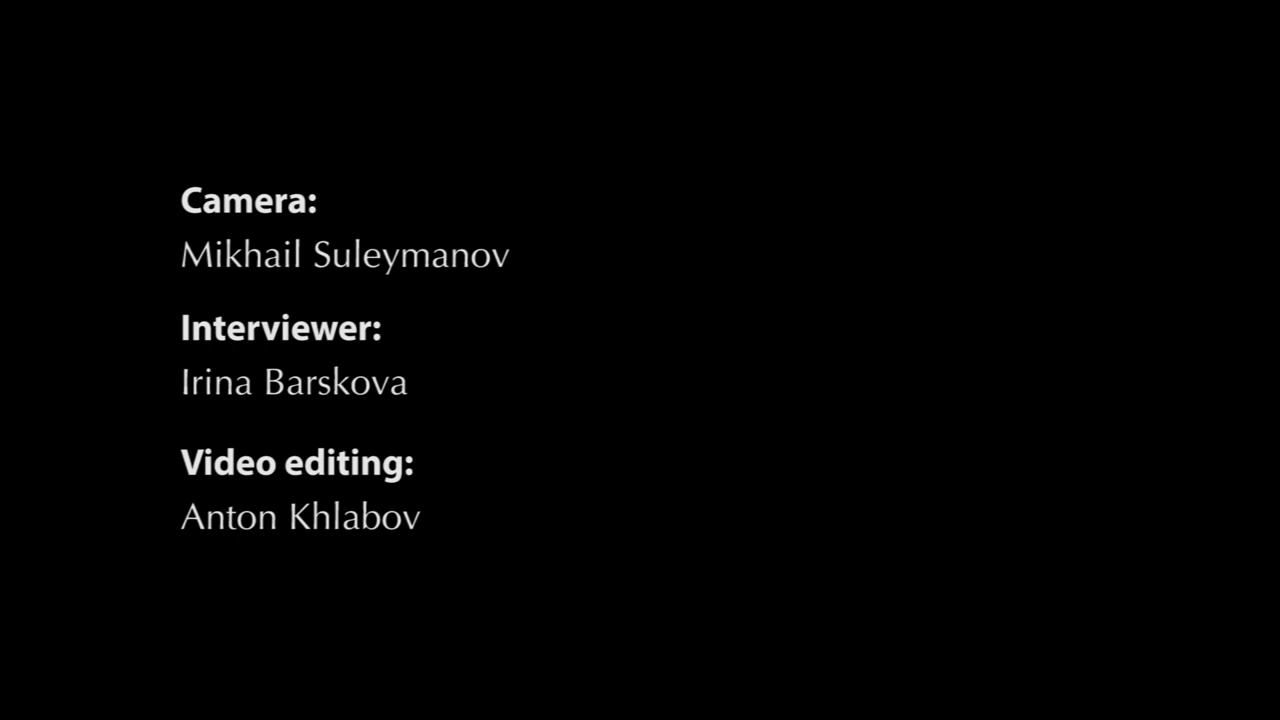 Camera:
Mikhail Suleymanov
Interviewer:
Irina Barskova
Video editing:
Anton Khlabov